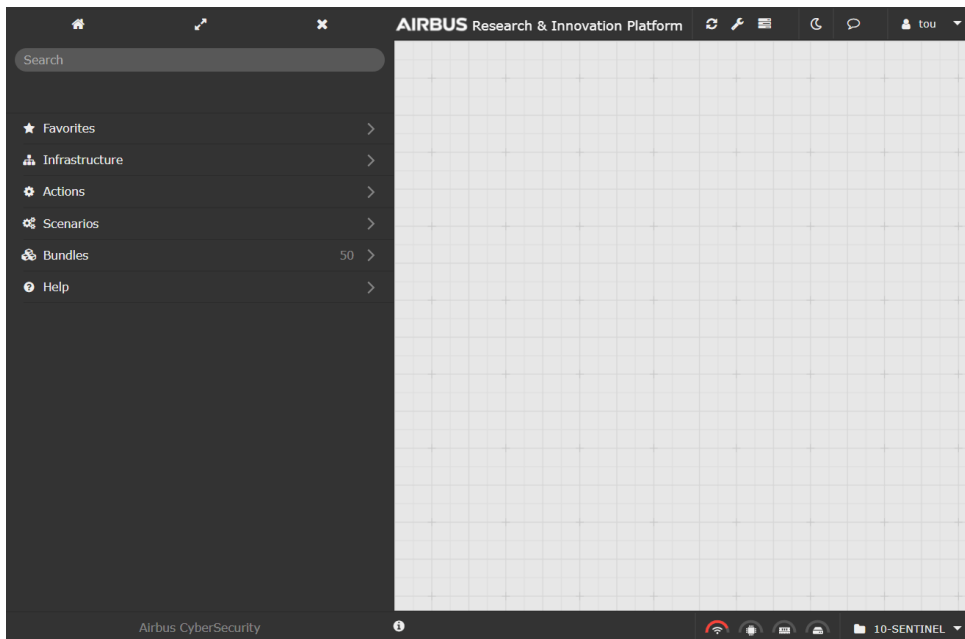 AIRBUS Research & Innovation Platform
tou
Search
Favorites
Infrastructure
Actions
Scenarios
Bundles 50
Help
Airbus CyberSecurity
10-SENTINEL